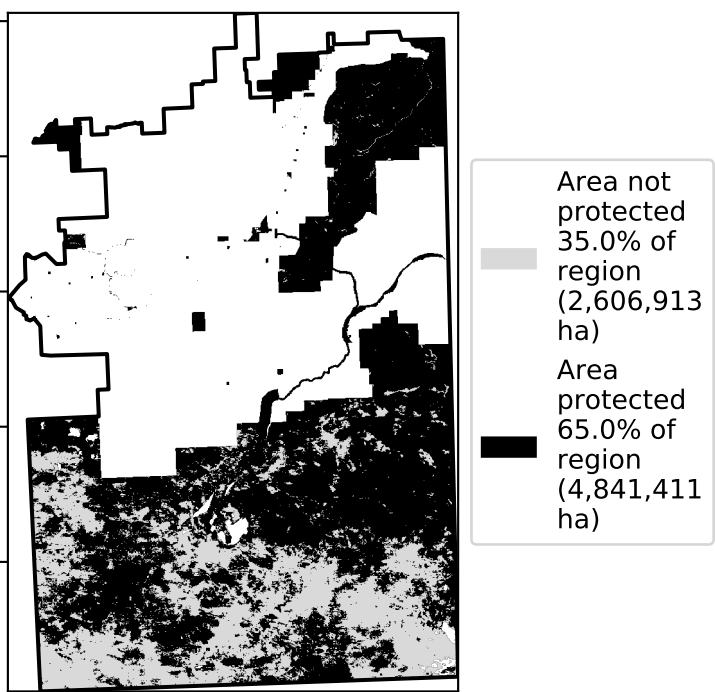 Area not
protected
35.0% of
region
(2,606,913
ha)
Area
protected
65.0% of
region
(4,841,411
ha)